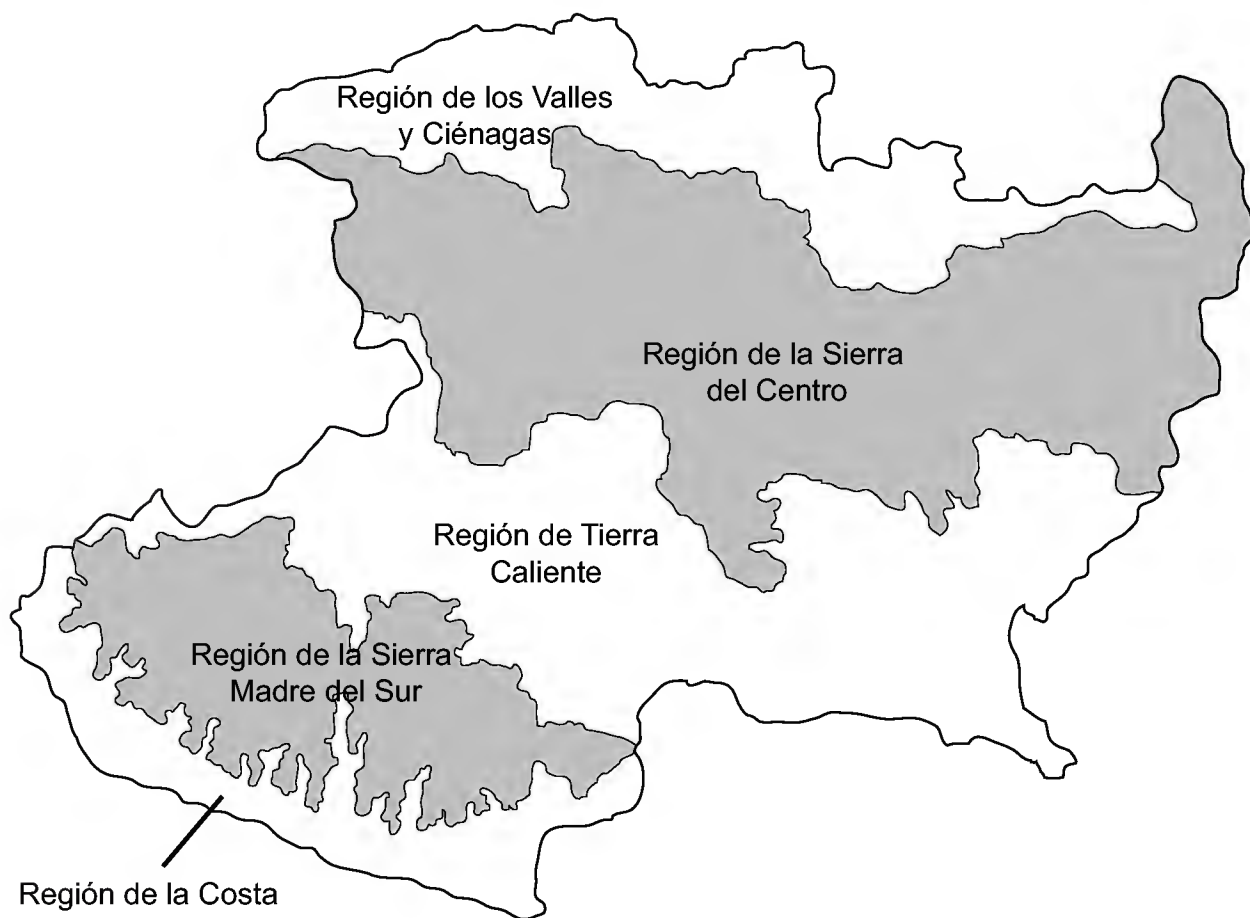 Región de los Valles
y Ciénagas
Región de la Sierra
del Centro
Región de Tierra
Caliente
Región de la Sierra
Madre del Sur
Región de la Costa